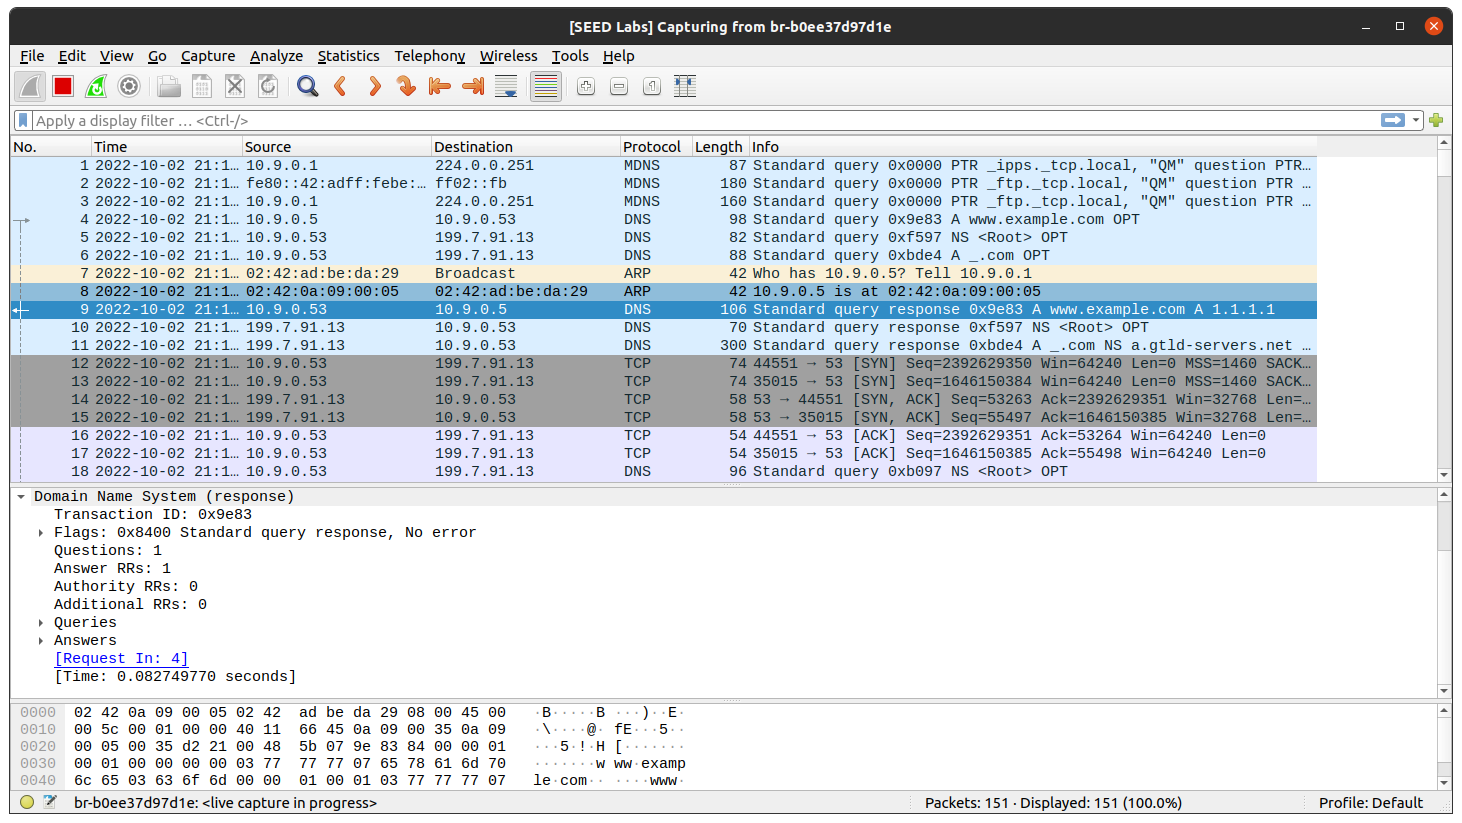 [SEED Labs] Capturing from br-b0ee37d97d1e
File Edit View Go Capture Analyze Statistics Telephony Wireless Tools Help
Apply a display filter … <Ctrl-/>
No. Time Source Destination Protocol Length Info
1 2022-10-02 21:1… 10.9.0.1 224.0.0.251 MDNS 87 Standard query 0x0000 PTR _ipps._tcp.local, "QM" question PTR…
2 2022-10-02 21:1… fe80::42:adff:febe:… ff02::fb MDNS 180 Standard query 0x0000 PTR _ftp._tcp.local, "QM" question PTR …
3 2022-10-02 21:1… 10.9.0.1 224.0.0.251 MDNS 160 Standard query 0x0000 PTR _ftp._tcp.local, "QM" question PTR …
4 2022-10-02 21:1… 10.9.0.5 10.9.0.53 DNS 98 Standard query 0x9e83 A www.example.com OPT
5 2022-10-02 21:1… 10.9.0.53 199.7.91.13 DNS 82 Standard query 0xf597 NS <Root> OPT
6 2022-10-02 21:1… 10.9.0.53 199.7.91.13 DNS 88 Standard query 0xbde4 A _.com OPT
7 2022-10-02 21:1… 02:42:ad:be:da:29 Broadcast ARP 42 Who has 10.9.0.5? Tell 10.9.0.1
8 2022-10-02 21:1… 02:42:0a:09:00:05 02:42:ad:be:da:29 ARP 42 10.9.0.5 is at 02:42:0a:09:00:05
9 2022-10-02 21:1… 10.9.0.53 10.9.0.5 DNS 106 Standard query response 0x9e83 A www.example.com A 1.1.1.1
10 2022-10-02 21:1… 199.7.91.13 10.9.0.53 DNS 70 Standard query response 0xf597 NS <Root> OPT
11 2022-10-02 21:1… 199.7.91.13 10.9.0.53 DNS 300 Standard query response 0xbde4 A _.com NS a.gtld-servers.net …
12 2022-10-02 21:1… 10.9.0.53 199.7.91.13 TCP 74 44551 → 53 [SYN] Seq=2392629350 Win=64240 Len=0 MSS=1460 SACK…
13 2022-10-02 21:1… 10.9.0.53 199.7.91.13 TCP 74 35015 → 53 [SYN] Seq=1646150384 Win=64240 Len=0 MSS=1460 SACK…
14 2022-10-02 21:1… 199.7.91.13 10.9.0.53 TCP 58 53 → 44551 [SYN, ACK] Seq=53263 Ack=2392629351 Win=32768 Len=…
15 2022-10-02 21:1… 199.7.91.13 10.9.0.53 TCP 58 53 → 35015 [SYN, ACK] Seq=55497 Ack=1646150385 Win=32768 Len=…
16 2022-10-02 21:1… 10.9.0.53 199.7.91.13 TCP 54 44551 → 53 [ACK] Seq=2392629351 Ack=53264 Win=64240 Len=0
17 2022-10-02 21:1… 10.9.0.53 199.7.91.13 TCP 54 35015 → 53 [ACK] Seq=1646150385 Ack=55498 Win=64240 Len=0
18 2022-10-02 21:1… 10.9.0.53 199.7.91.13 DNS 96 Standard query 0xb097 NS <Root> OPT
Domain Name System (response)
Transaction ID: 0x9e83
Flags: 0x8400 Standard query response, No error
Questions: 1
Answer RRs: 1
Authority RRs: 0
Additional RRs: 0
Queries
Answers
[Request In: 4]
[Time: 0.082749770 seconds]
0000 02 42 0a 09 00 05 02 42 ad be da 29 08 00 45 00 ·B·····B ···)··E·
0010 00 5c 00 01 00 00 40 11 66 45 0a 09 00 35 0a 09 ·\····@· fE···5··
0020 00 05 00 35 d2 21 00 48 5b 07 9e 83 84 00 00 01 ···5·!·H [·······
0030 00 01 00 00 00 00 03 77 77 77 07 65 78 61 6d 70 ·······w ww·examp
0040 6c 65 03 63 6f 6d 00 00 01 00 01 03 77 77 77 07 le·com·· ····www·
br-b0ee37d97d1e: <live capture in progress> Packets: 151 · Displayed: 151 (100.0%) Profile: Default